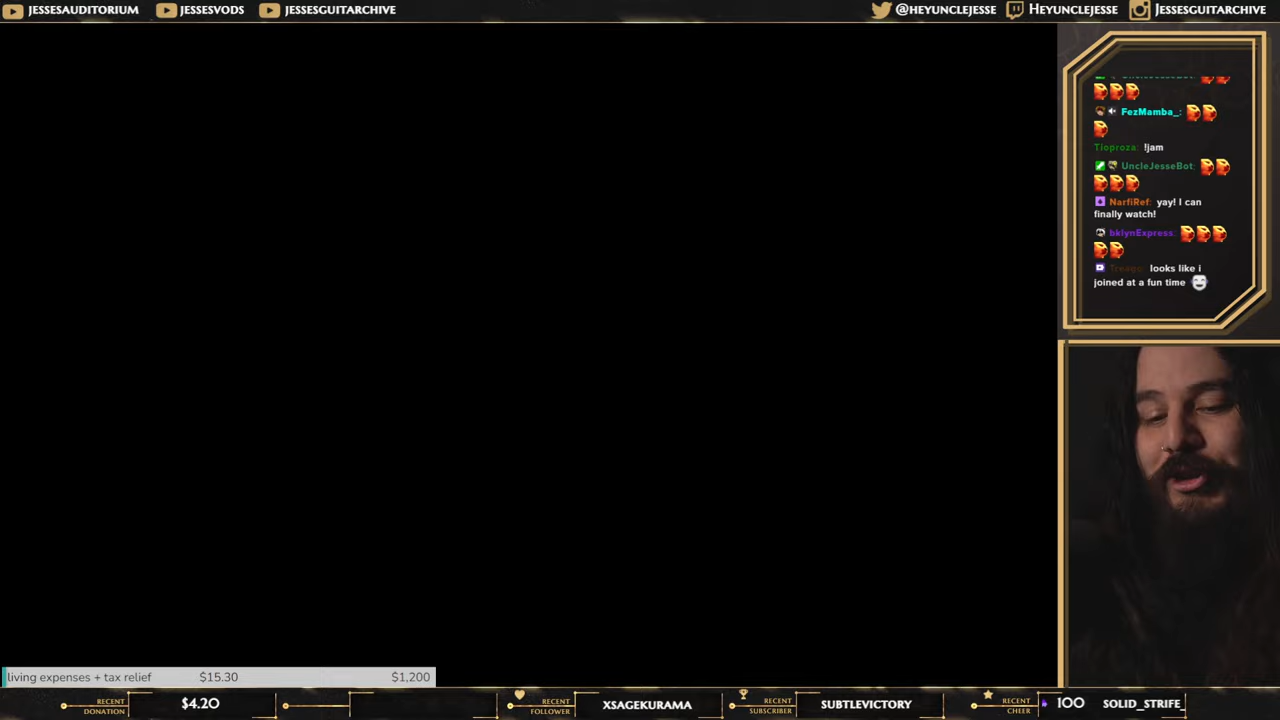 JESSESAUDITORIUM JESSESVODS JESSESGUITARCHIVE @HEYUNCLEJESSE HEYUNCLEJESSE JESSESGUITARCHIVE
FezMamba_:
Tioproza: !jam
UncleJesseBot:
NarfiRef: yay! I can
finally watch!
bklynExpress:
looks like i
joined at a fun time
living expenses + tax relief $15.30 $1,200
RECENT DONATION $4.20
RECENT FOLLOWER XSAGEKURAMA
RECENT SUBSCRIBER SUBTLEVICTORY
RECENT CHEER 100 SOLID_STRIFE_